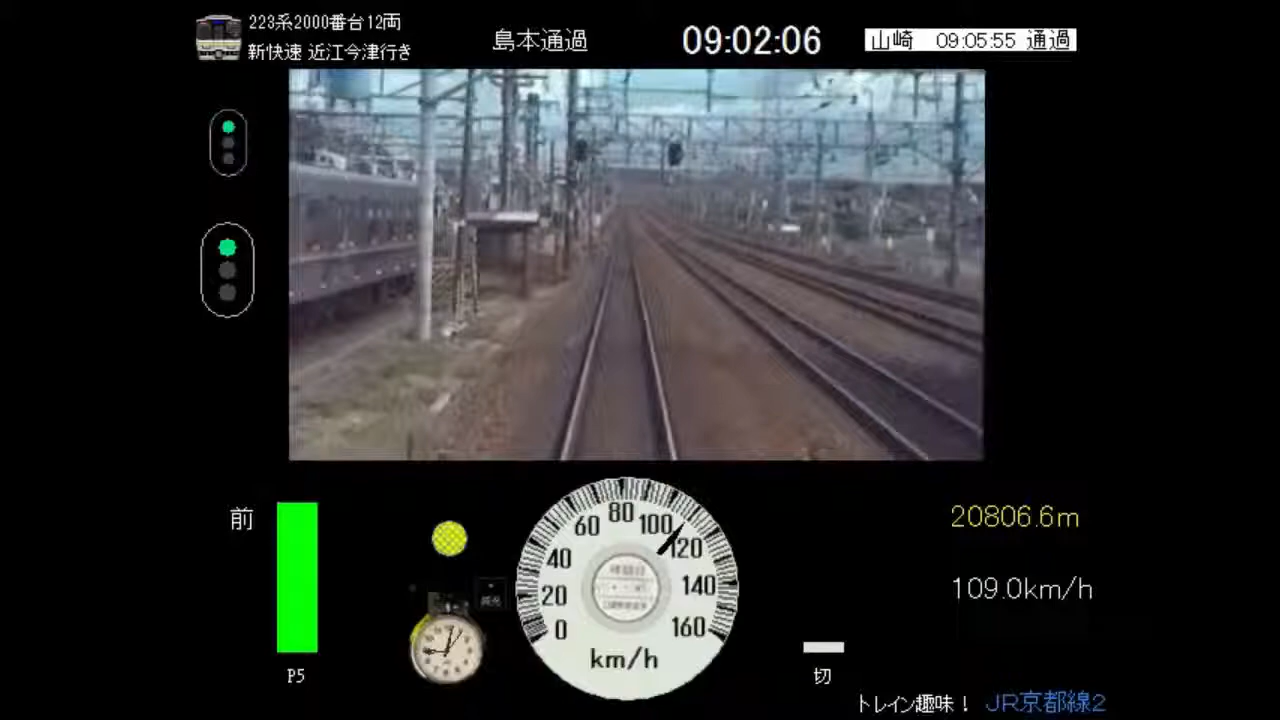 223系2000番台12両
新快速 近江今津行き
島本通過
09:02:06
山崎 09:05:55 通過
前
P5
0
20
40
60
80
100
120
140
160
km/h
20806.6m
109.0km/h
切
トレイン趣味! JR京都線2